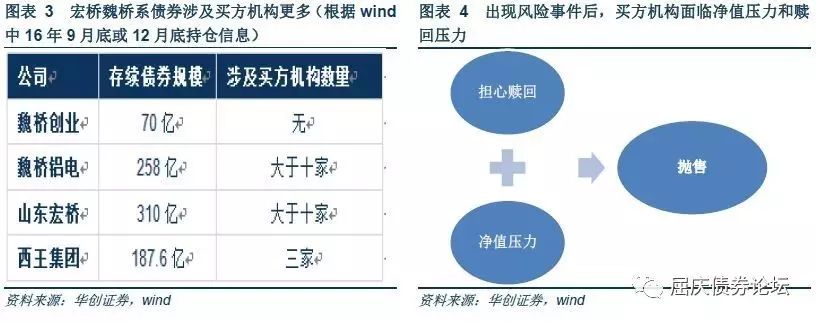 图表 3 宏桥魏桥系债券涉及买方机构更多（根据 wind
中 16 年 9 月底或 12 月底持仓信息）
公司 存续债券规模 涉及买方机构数量
魏桥创业 70 亿 无
魏桥铝电 258 亿 大于十家
山东宏桥 310 亿 大于十家
西王集团 187.6 亿 三家
资料来源：华创证券，wind
图表 4 出现风险事件后，买方机构面临净值压力和赎
回压力
担心赎回
抛售
净值压力
屈庆债券论坛
资料来源：华创证券，wind